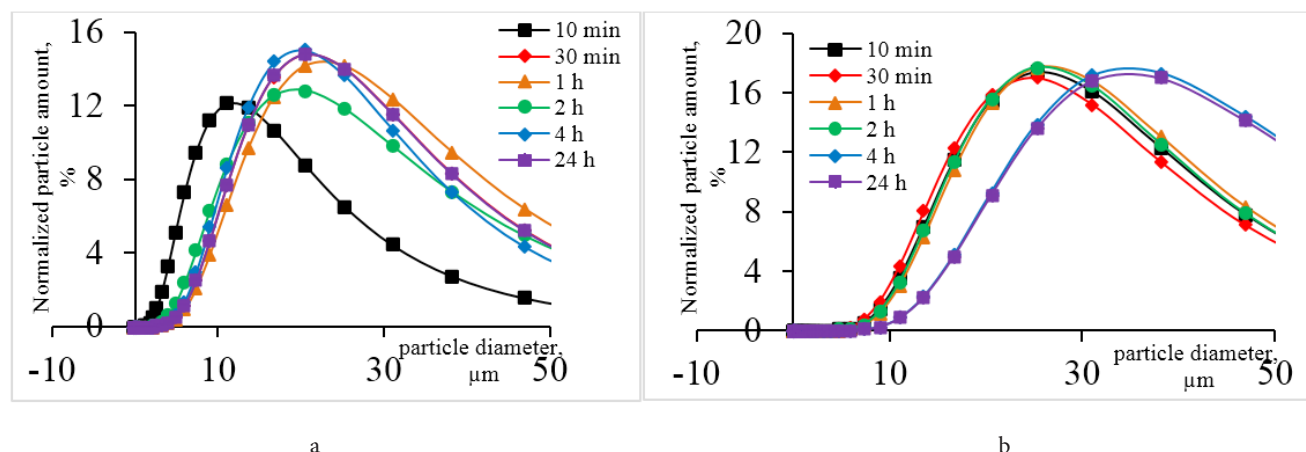 Normalized particle amount,
%
16
12
8
4
0
-10
10
30
50
particle diameter,
µm
10 min
30 min
1 h
2 h
4 h
24 h
a
Normalized particle amount,
%
20
16
12
8
4
0
-10
10
30
50
particle diameter,
µm
10 min
30 min
1 h
2 h
4 h
24 h
b